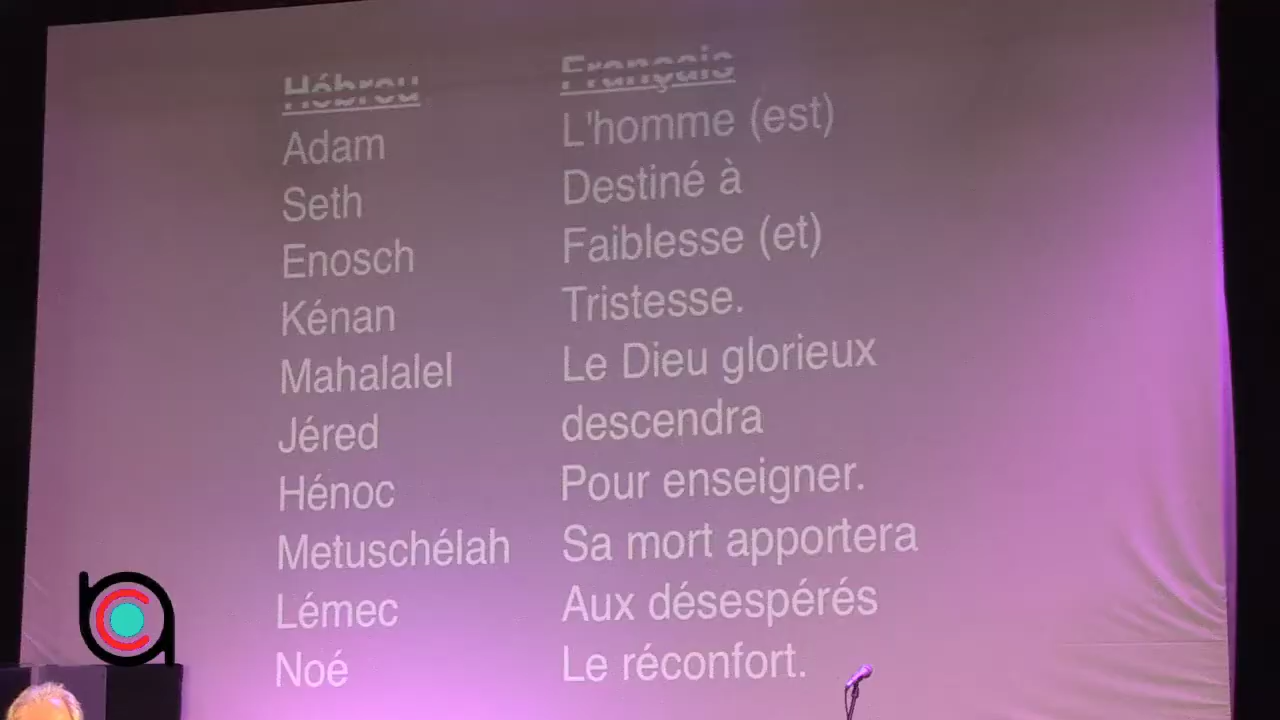 Hébreu Français
Adam L'homme (est)
Seth Destiné à
Enosch Faiblesse (et)
Kénan Tristesse.
Mahalalel Le Dieu glorieux
Jéred descendra
Hénoc Pour enseigner.
Metuschélah Sa mort apportera
Lémec Aux désespérés
Noé Le réconfort.